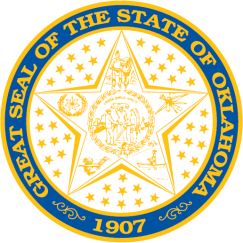 GREAT SEAL OF THE STATE OF OKLAHOMA
1907